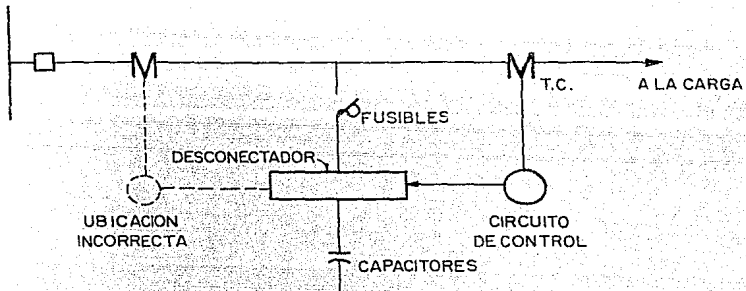 T.C.
A LA CARGA
FUSIBLES
DESCONECTADOR
UBICACION
INCORRECTA
CIRCUITO
DE CONTROL
CAPACITORES